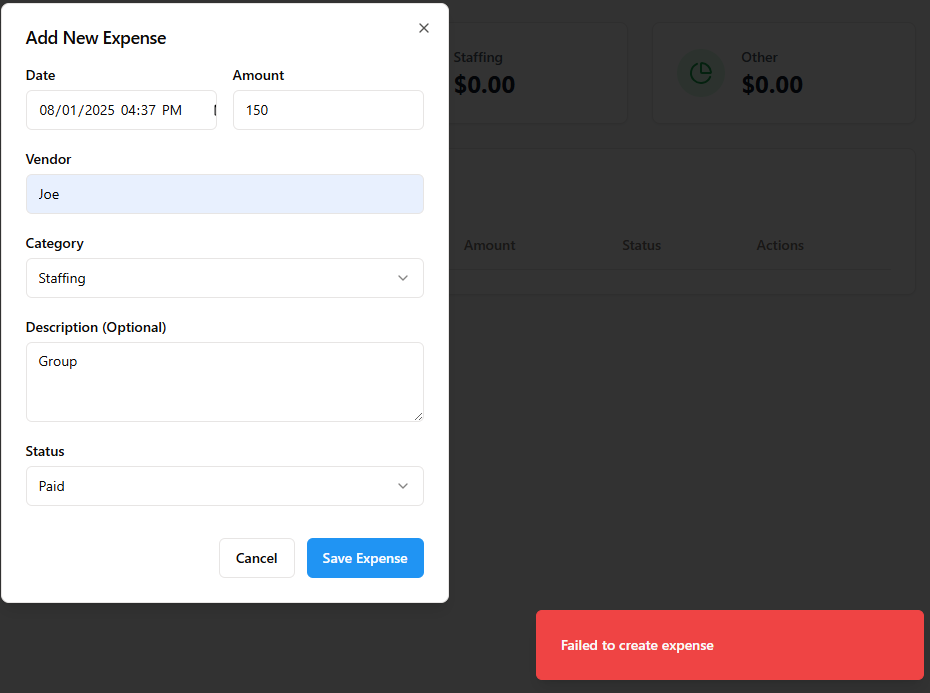 Add New Expense
Date
Amount
08/01/2025 04:37 PM
150
Vendor
Joe
Category
Staffing
Description (Optional)
Group
Status
Paid
Cancel
Save Expense
Staffing
$0.00
Other
$0.00
Amount
Status
Actions
Failed to create expense